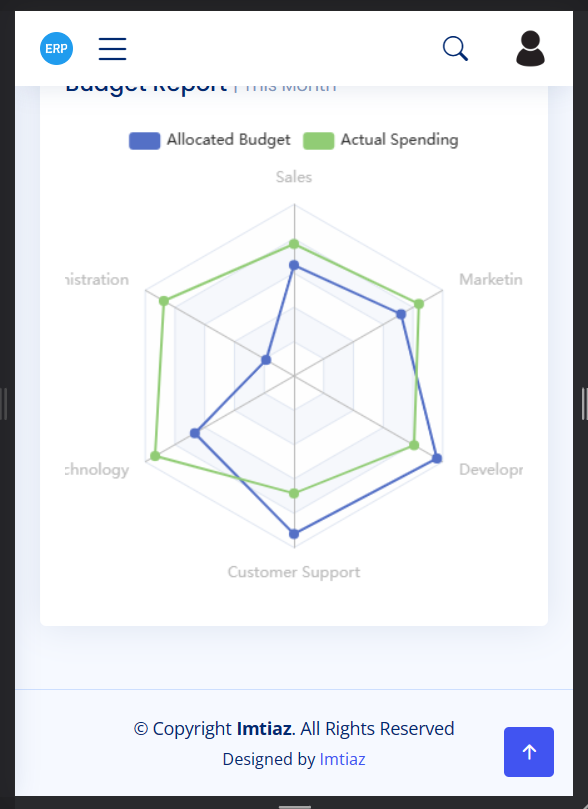 ERP
Budget Report | This Month
Allocated Budget Actual Spending
Sales
nistration
Marketin
chnology
Develop
Customer Support
© Copyright Imtiaz. All Rights Reserved
Designed by Imtiaz